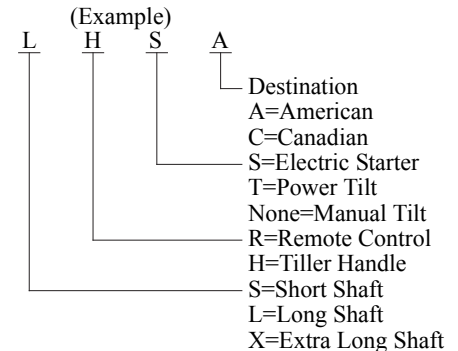 (Example)
L H S A
Destination
A=American
C=Canadian
S=Electric Starter
T=Power Tilt
None=Manual Tilt
R=Remote Control
H=Tiller Handle
S=Short Shaft
L=Long Shaft
X=Extra Long Shaft